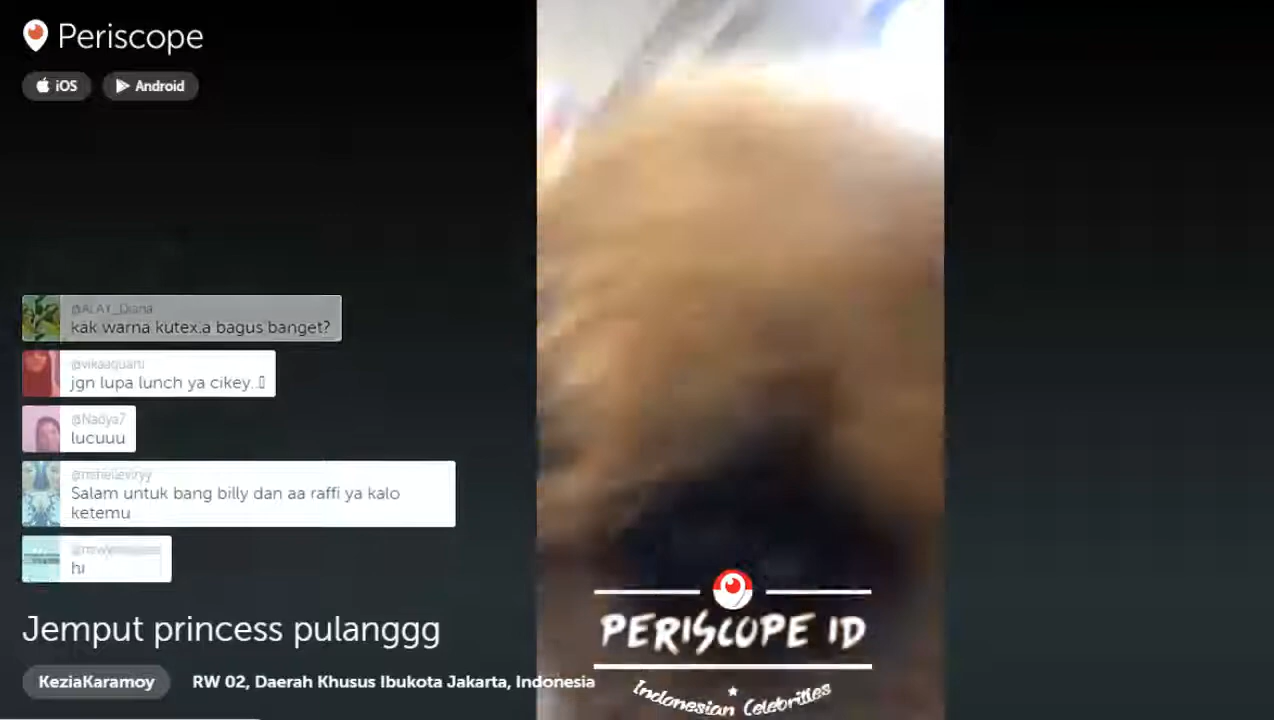 Periscope
iOS
Android
@ALAY_Diana
kak warna kutex.a bagus banget?
@vikaaquarii
jgn lupa lunch ya cikey..
@Nadya7
lucuuu
Salam untuk bang billy dan aa raffi ya kalo
ketemu
hi
Jemput princess pulanggg
KeziaKaramoy
RW 02, Daerah Khusus Ibukota Jakarta, Indonesia
PERISCOPE ID
Indonesian Celebrities